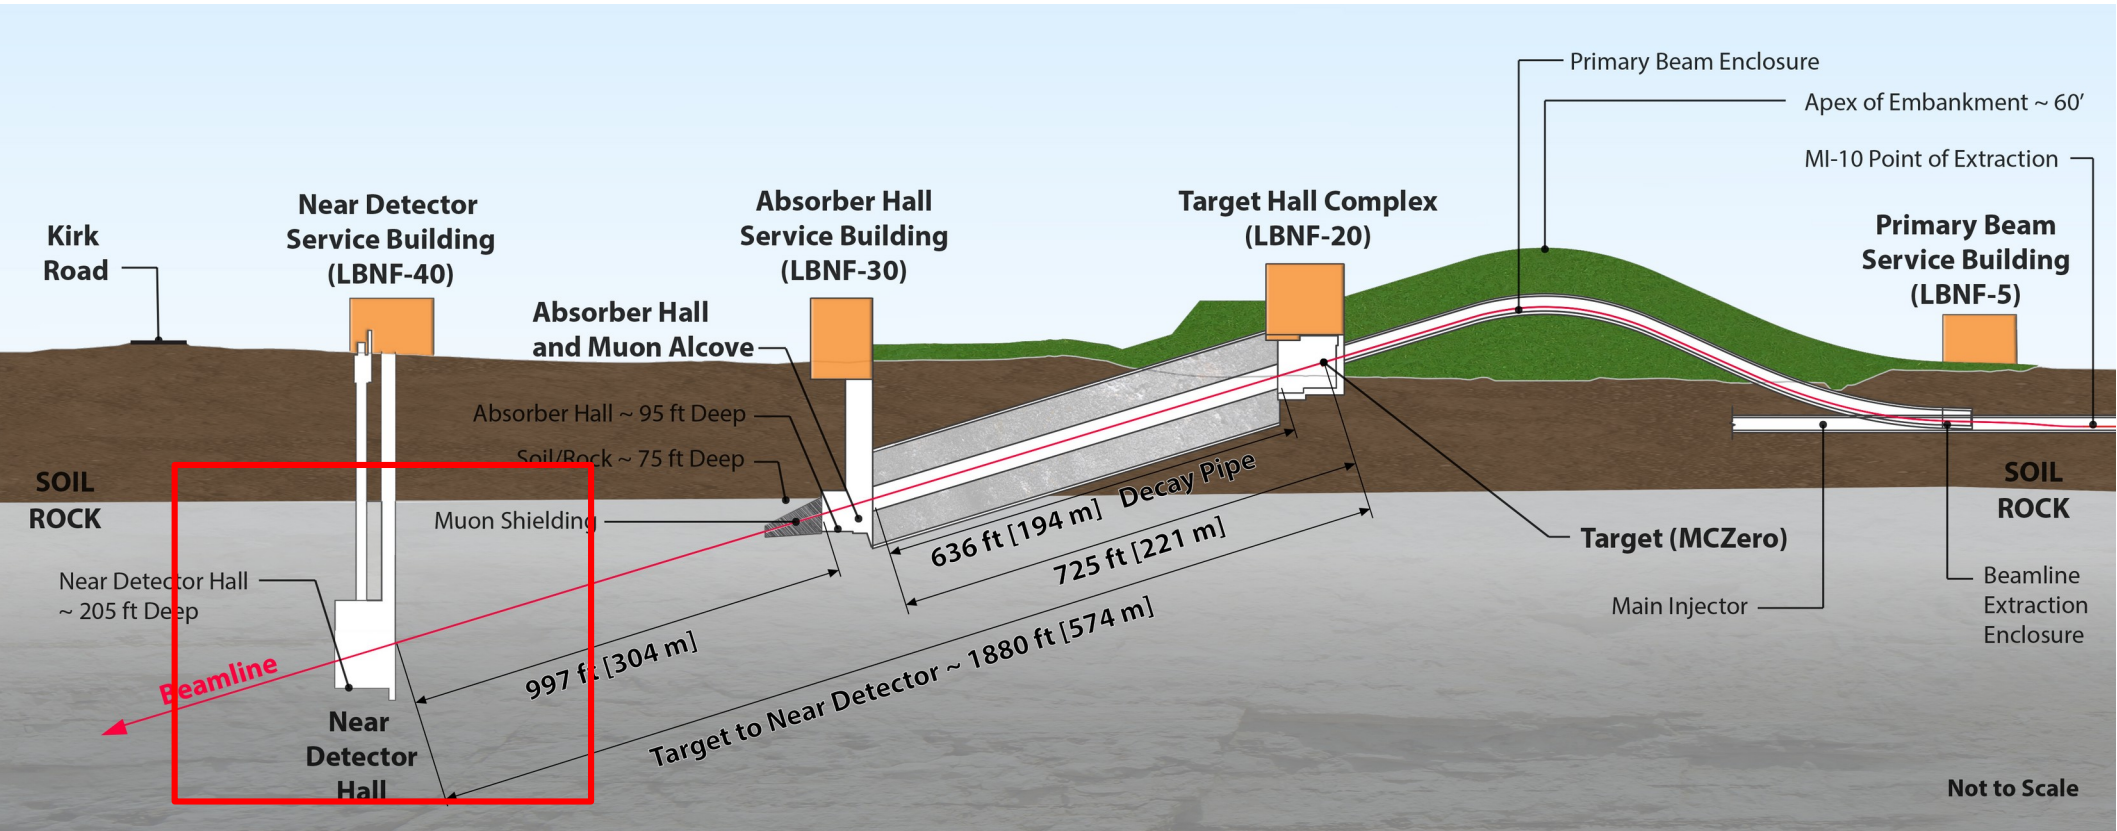 Primary Beam Enclosure
Apex of Embankment ~ 60′
MI-10 Point of Extraction
Kirk
Road
Near Detector
Service Building
(LBNF-40)
Absorber Hall
Service Building
(LBNF-30)
Target Hall Complex
(LBNF-20)
Primary Beam
Service Building
(LBNF-5)
Absorber Hall
and Muon Alcove
Absorber Hall ~ 95 ft Deep
Soil/Rock ~ 75 ft Deep
Muon Shielding
SOIL
ROCK
Near Detector Hall
~ 205 ft Deep
Beamline
Near
Detector
Hall
997 ft [304 m]
636 ft [194 m] Decay Pipe
725 ft [221 m]
Target to Near Detector ~ 1880 ft [574 m]
Target (MCZero)
Main Injector
SOIL
ROCK
Beamline
Extraction
Enclosure
Not to Scale